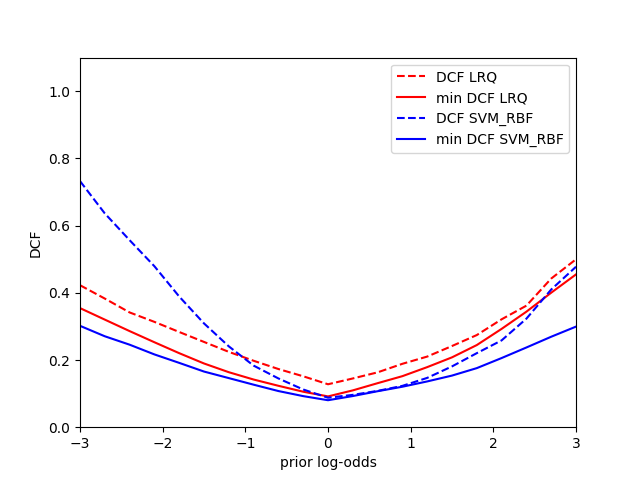 DCF LRQ
min DCF LRQ
DCF SVM_RBF
min DCF SVM_RBF
1.0
0.8
0.6
0.4
0.2
0.0
DCF
−3 −2 −1 0 1 2 3
prior log-odds